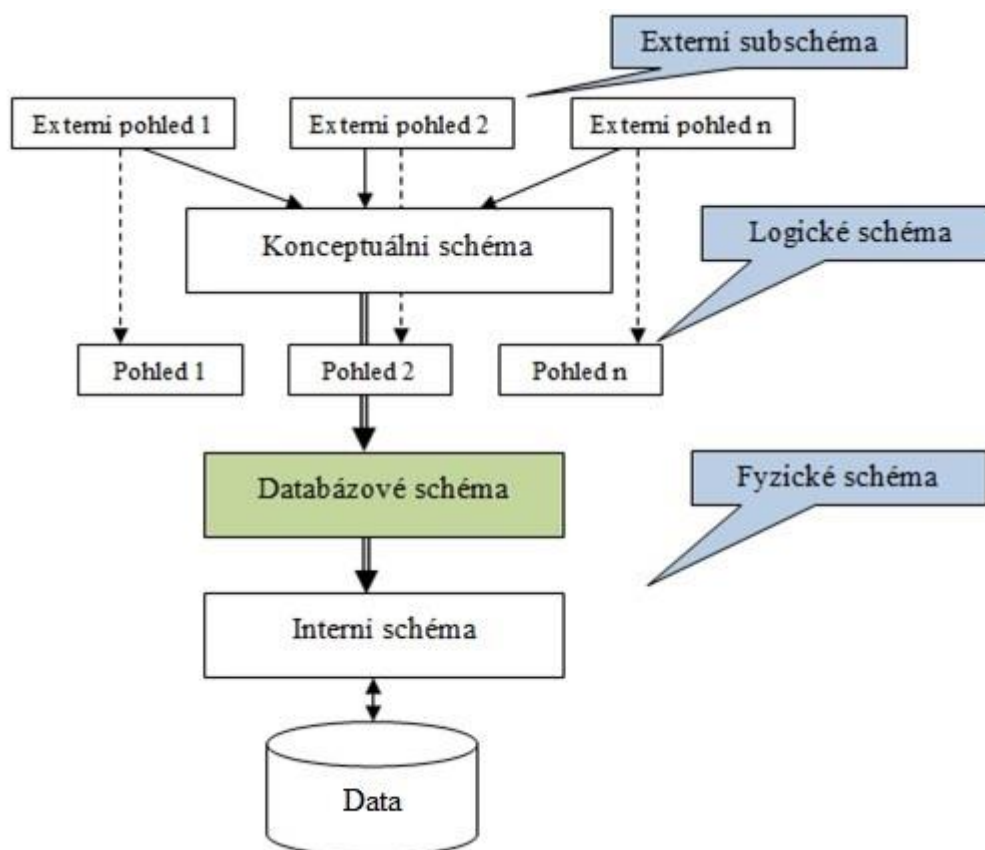 Externí subschéma
Externí pohled 1
Externí pohled 2
Externí pohled n
Konceptuální schéma
Logické schéma
Pohled 1
Pohled 2
Pohled n
Databázové schéma
Fyzické schéma
Interní schéma
Data